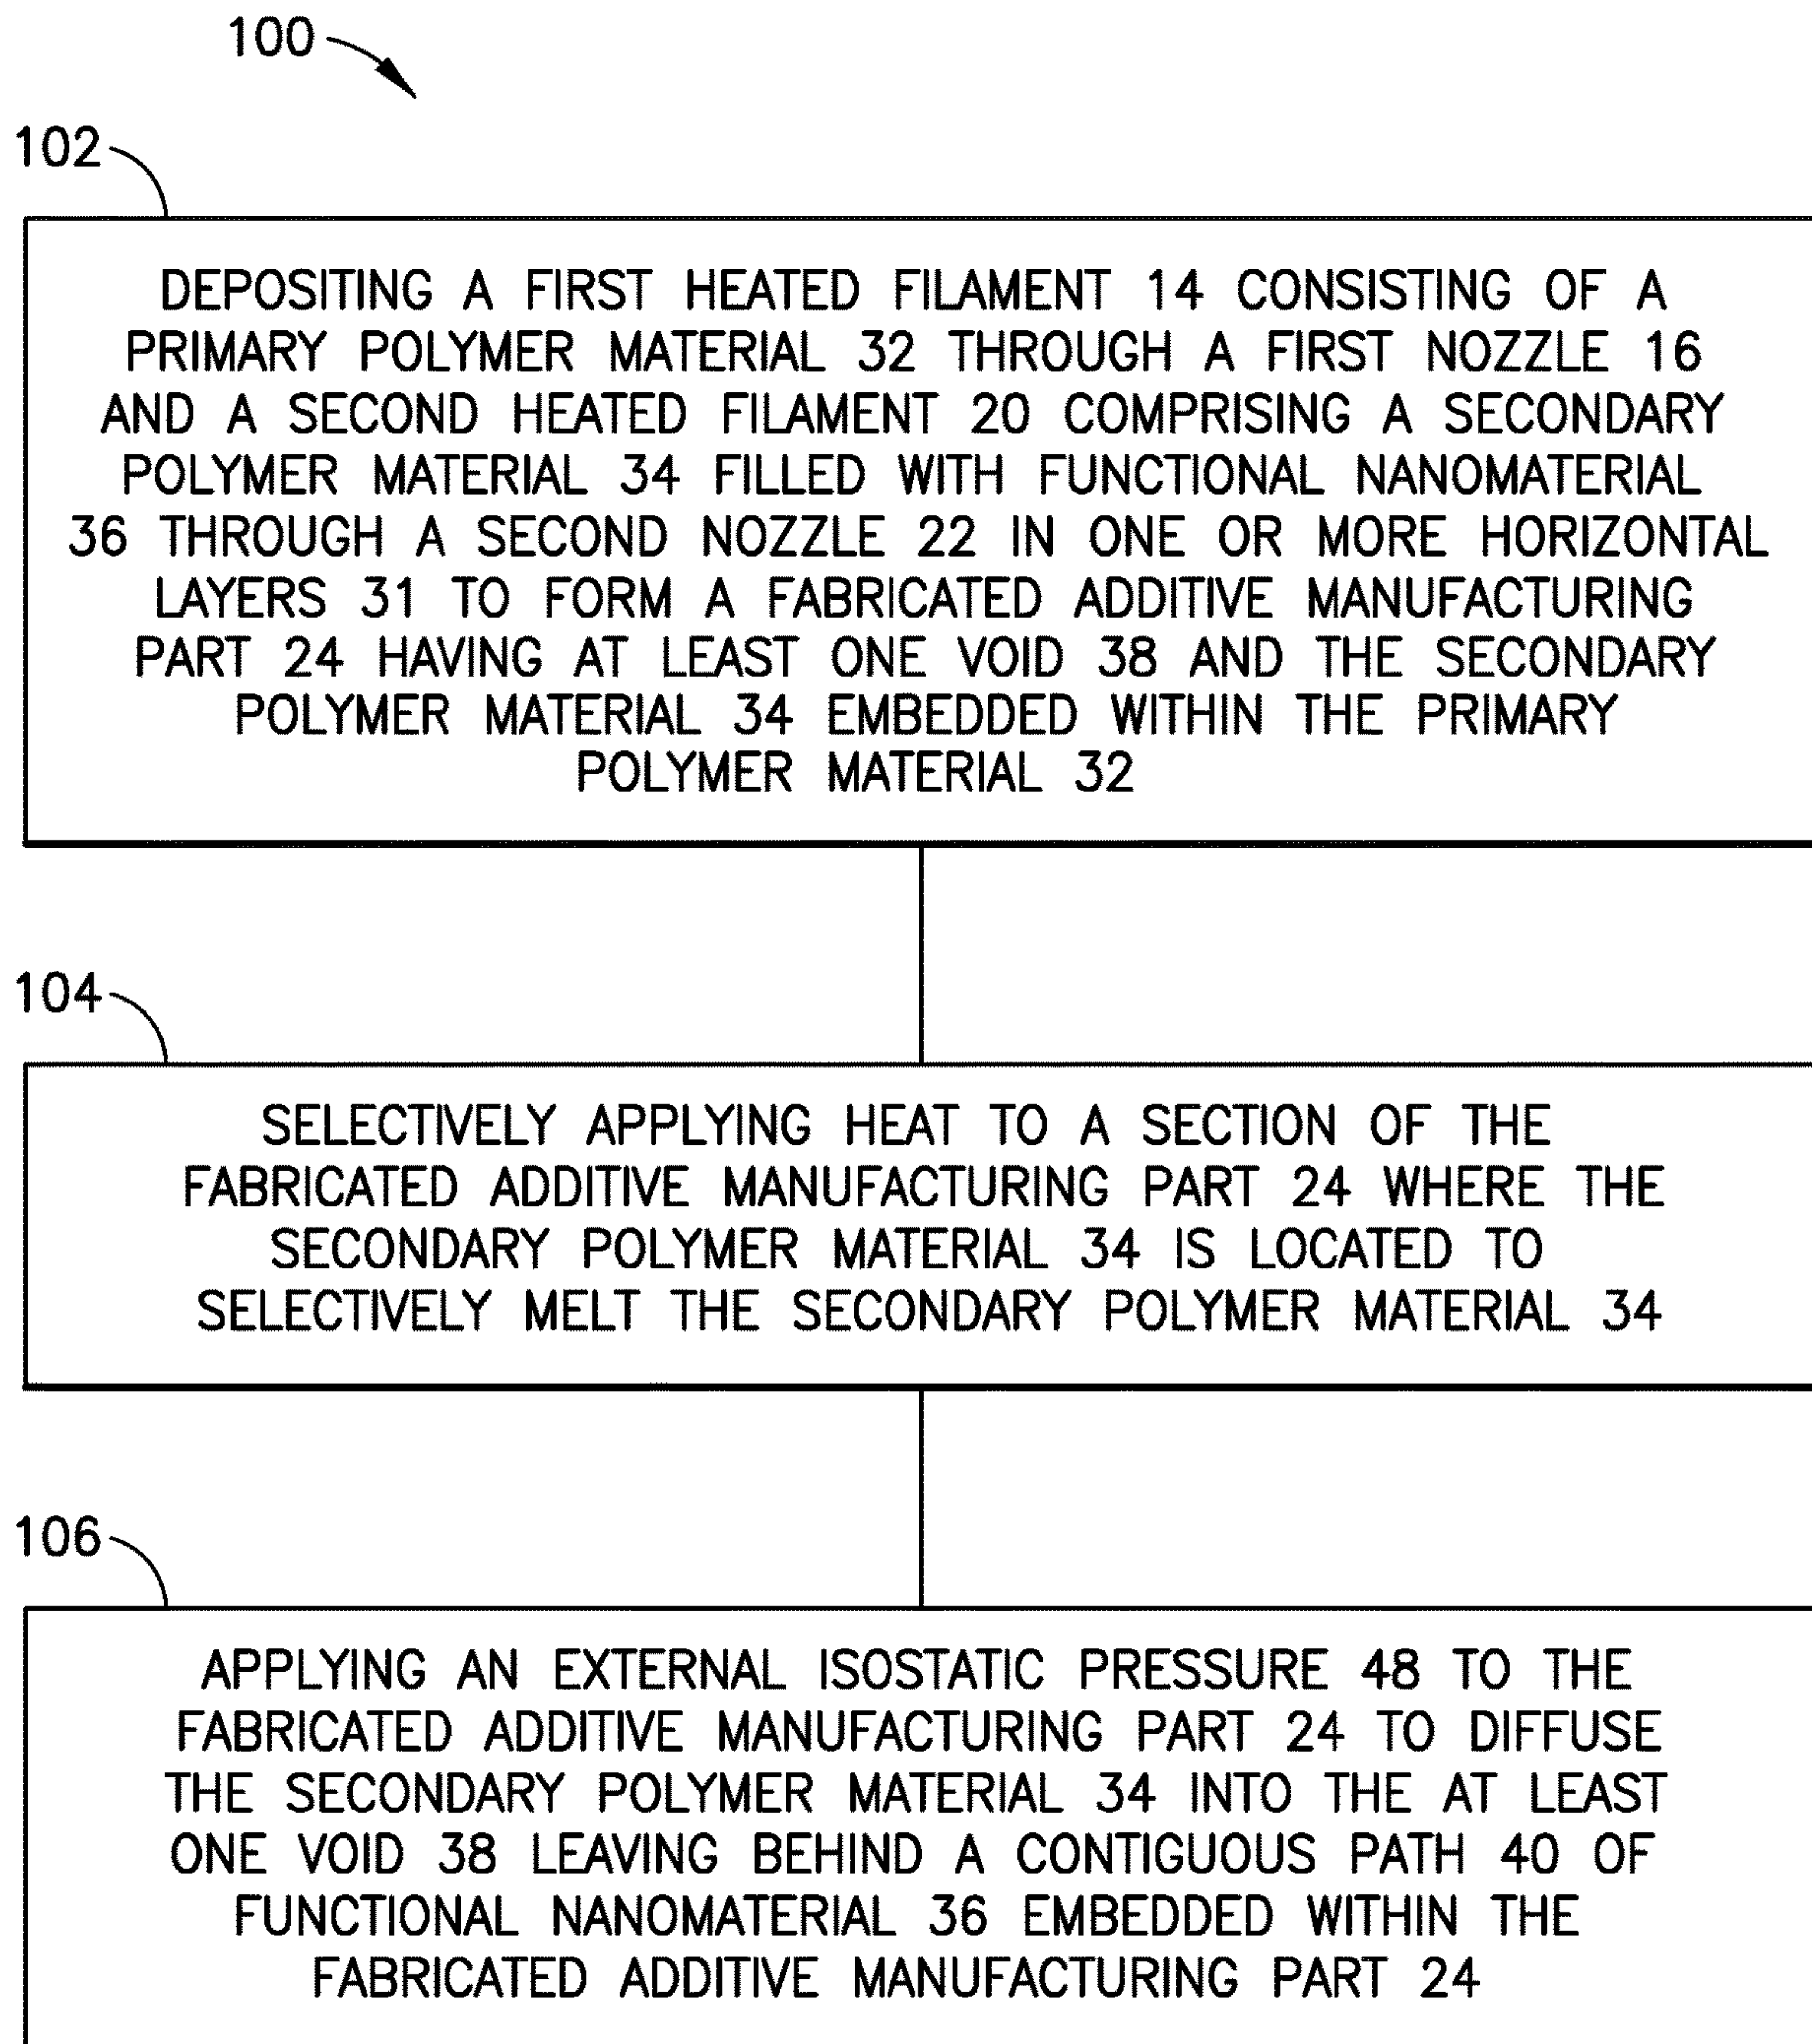 100
102
DEPOSITING A FIRST HEATED FILAMENT 14 CONSISTING OF A
PRIMARY POLYMER MATERIAL 32 THROUGH A FIRST NOZZLE 16
AND A SECOND HEATED FILAMENT 20 COMPRISING A SECONDARY
POLYMER MATERIAL 34 FILLED WITH FUNCTIONAL NANOMATERIAL
36 THROUGH A SECOND NOZZLE 22 IN ONE OR MORE HORIZONTAL
LAYERS 31 TO FORM A FABRICATED ADDITIVE MANUFACTURING
PART 24 HAVING AT LEAST ONE VOID 38 AND THE SECONDARY
POLYMER MATERIAL 34 EMBEDDED WITHIN THE PRIMARY
POLYMER MATERIAL 32
104
SELECTIVELY APPLYING HEAT TO A SECTION OF THE
FABRICATED ADDITIVE MANUFACTURING PART 24 WHERE THE
SECONDARY POLYMER MATERIAL 34 IS LOCATED TO
SELECTIVELY MELT THE SECONDARY POLYMER MATERIAL 34
106
APPLYING AN EXTERNAL ISOSTATIC PRESSURE 48 TO THE
FABRICATED ADDITIVE MANUFACTURING PART 24 TO DIFFUSE
THE SECONDARY POLYMER MATERIAL 34 INTO THE AT LEAST
ONE VOID 38 LEAVING BEHIND A CONTIGUOUS PATH 40 OF
FUNCTIONAL NANOMATERIAL 36 EMBEDDED WITHIN THE
FABRICATED ADDITIVE MANUFACTURING PART 24